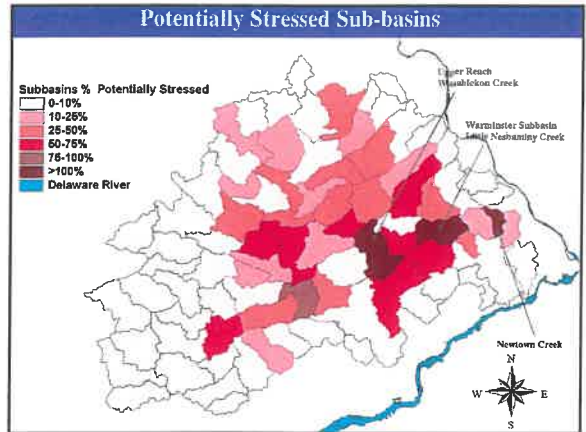 Potentially Stressed Sub-basins
Subbasins % Potentially Stressed
0-10%
10-25%
25-50%
50-75%
75-100%
>100%
Delaware River
Upper Reach
Wissahickon Creek
Warminster Subbasin
Little Neshaminy Creek
Newtown Creek
N
W E
S